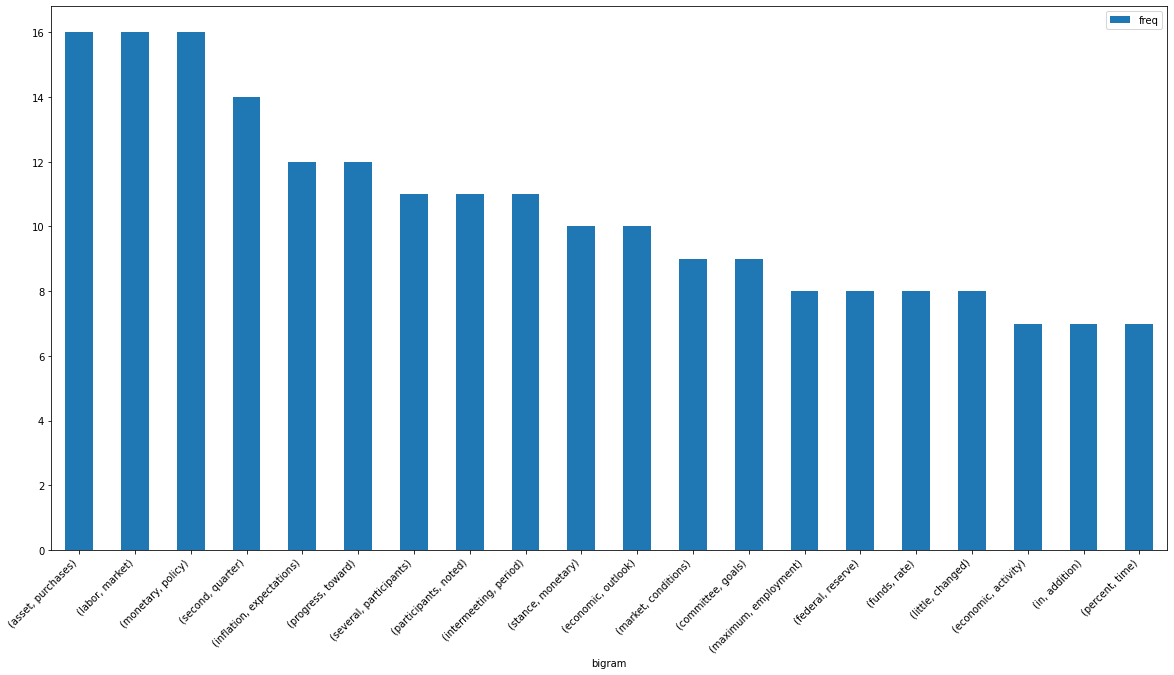 freq
16
14
12
10
8
6
4
2
0
(asset, purchases)
(labor, market)
(monetary, policy)
(second, quarter)
(inflation, expectations)
(progress, toward)
(several, participants)
(participants, noted)
(intermeeting, period)
(stance, monetary)
(economic, outlook)
(market, conditions)
(committee, goals)
(maximum, employment)
(federal, reserve)
(funds, rate)
(little, changed)
(economic, activity)
(in, addition)
(percent, time)
bigram